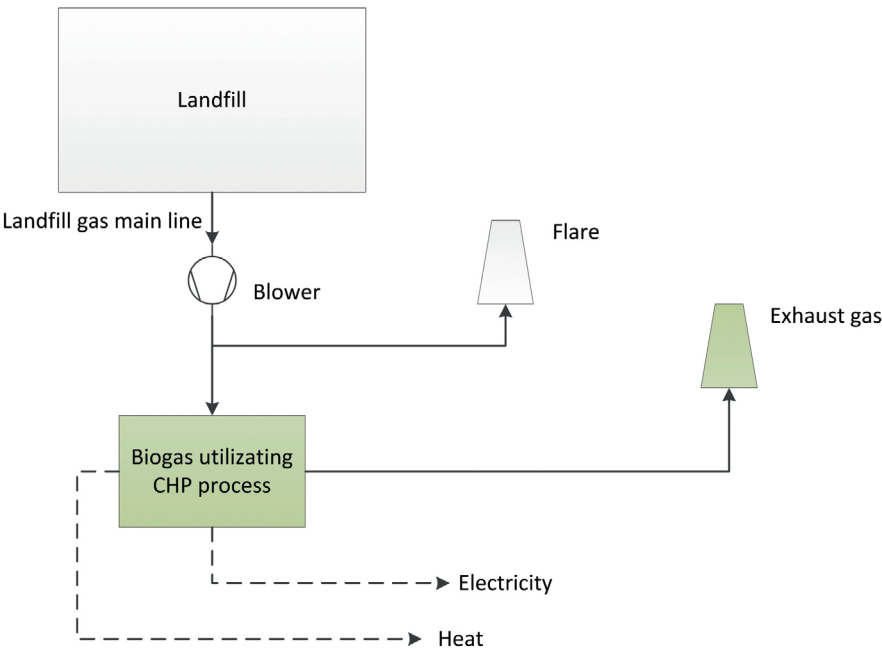 Landfill
Landfill gas main line
Flare
Blower
Exhaust gas
Biogas utilizating
CHP process
Electricity
Heat